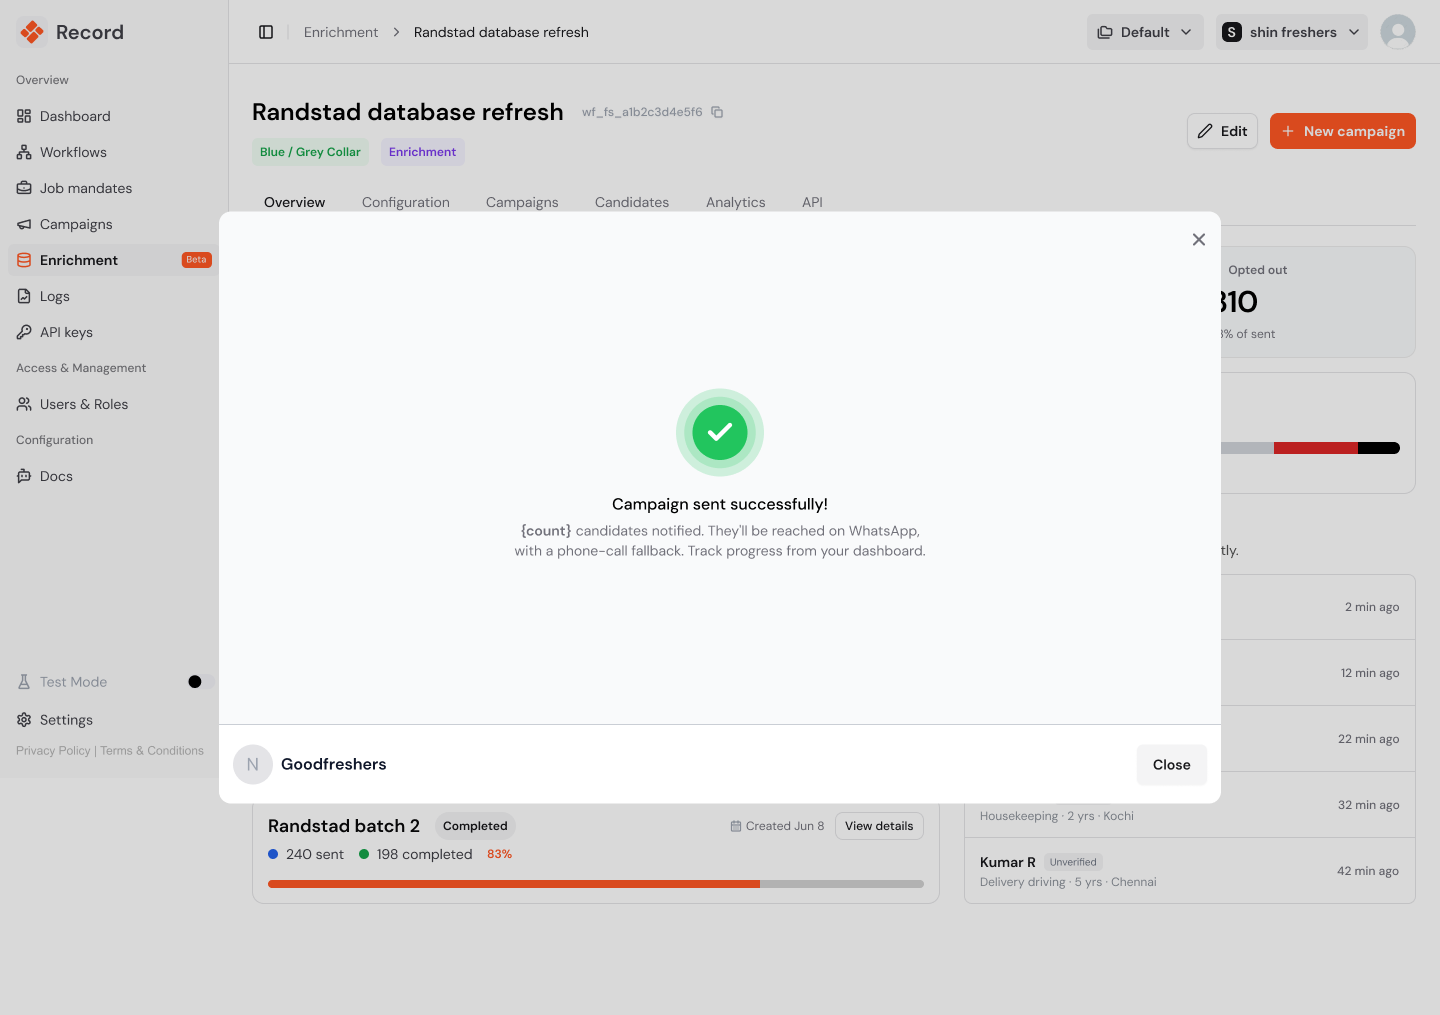 Record
Overview
Dashboard
Workflows
Job mandates
Campaigns
Enrichment
Beta
Logs
API keys
Access & Management
Users & Roles
Configuration
Docs
Test Mode
Settings
Privacy Policy | Terms & Conditions
Enrichment
Randstad database refresh
Default
S
shin freshers
Randstad database refresh
wf_fs_a1b2c3d4e5f6
Edit
New campaign
Blue / Grey Collar
Enrichment
Overview
Configuration
Campaigns
Candidates
Analytics
API
Opted out
% of sent
Campaign sent successfully!
{count} candidates notified. They'll be reached on WhatsApp,
with a phone-call fallback. Track progress from your dashboard.
N
Goodfreshers
Close
2 min ago
12 min ago
22 min ago
32 min ago
Housekeeping · 2 yrs · Kochi
Kumar R
Unverified
Delivery driving · 5 yrs · Chennai
42 min ago
Randstad batch 2
Completed
Created Jun 8
View details
240 sent
198 completed
83%